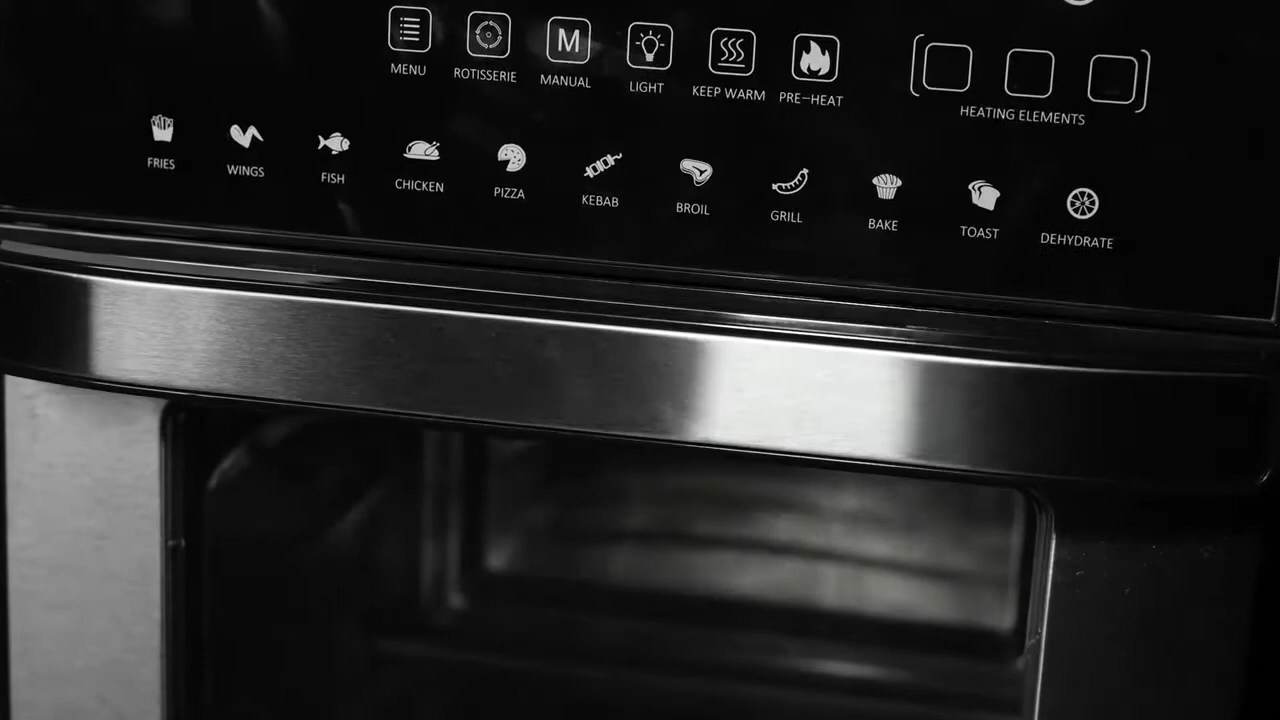 MENU ROTISSERIE M MANUAL LIGHT KEEP WARM PRE-HEAT HEATING ELEMENTS
FRIES WINGS FISH CHICKEN PIZZA KEBAB BROIL GRILL BAKE TOAST DEHYDRATE